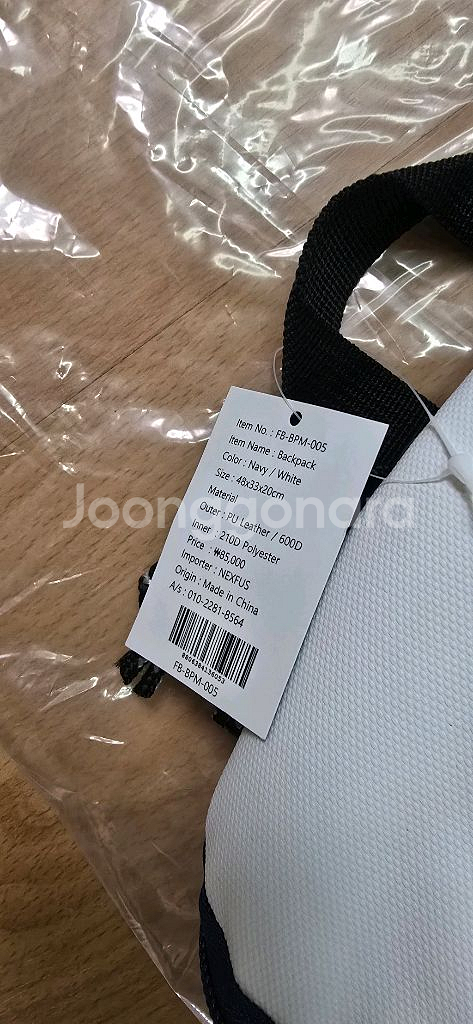 Item No. : FB-BPM-005
Item Name : Backpack
Color : Navy / White
Size : 48x33x20cm
Material
Outer : PU Leather / 600D
Inner : 210D Polyester
Price : ₩85,000
Importer : NEXFUS
Origin : Made in China
A/s : 010-2281-8564
FB-BPM-005
Joonggonara